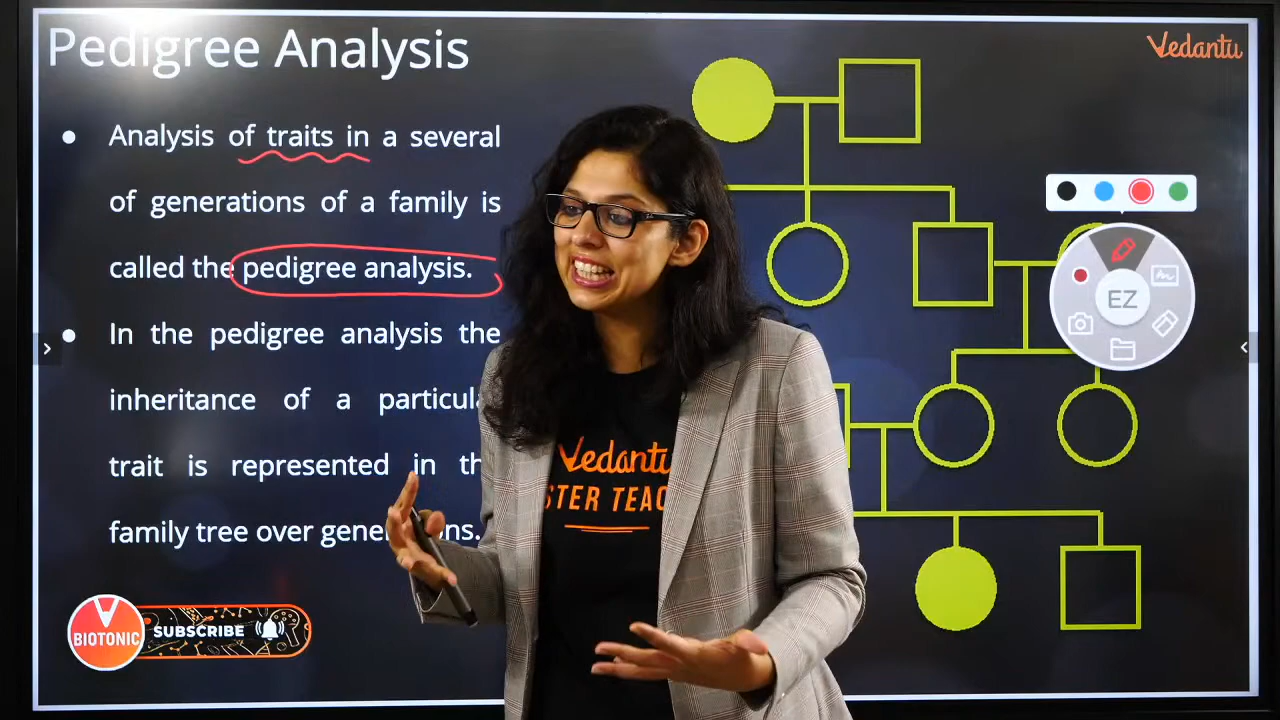 Pedigree Analysis
Vedantu
Analysis of traits in a several
of generations of a family is
called the pedigree analysis.
In the pedigree analysis the
inheritance of a
trait is represented in
family tree over
EZ
Vedantu
BIOTONIC
SUBSCRIBE